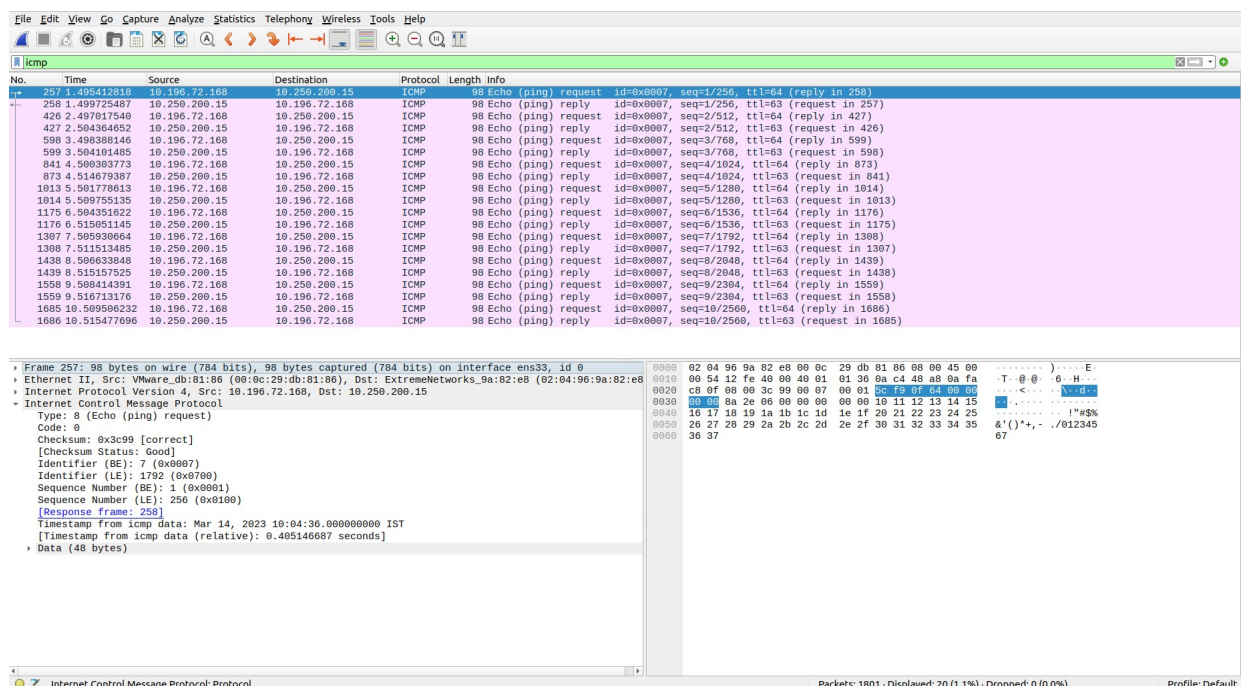 File Edit View Go Capture Analyze Statistics Telephony Wireless Tools Help
icmp
No. Time Source Destination Protocol Length Info
257 1.495412818 10.196.72.168 10.250.200.15 ICMP 98 Echo (ping) request id=0x0007, seq=1/256, ttl=64 (reply in 258)
258 1.499725487 10.250.200.15 10.196.72.168 ICMP 98 Echo (ping) reply id=0x0007, seq=1/256, ttl=63 (request in 257)
426 2.497017540 10.196.72.168 10.250.200.15 ICMP 98 Echo (ping) request id=0x0007, seq=2/512, ttl=64 (reply in 427)
427 2.504364652 10.250.200.15 10.196.72.168 ICMP 98 Echo (ping) reply id=0x0007, seq=2/512, ttl=63 (request in 426)
598 3.498388146 10.196.72.168 10.250.200.15 ICMP 98 Echo (ping) request id=0x0007, seq=3/768, ttl=64 (reply in 599)
599 3.504101485 10.250.200.15 10.196.72.168 ICMP 98 Echo (ping) reply id=0x0007, seq=3/768, ttl=63 (request in 598)
841 4.500303773 10.196.72.168 10.250.200.15 ICMP 98 Echo (ping) request id=0x0007, seq=4/1024, ttl=64 (reply in 873)
873 4.514679387 10.250.200.15 10.196.72.168 ICMP 98 Echo (ping) reply id=0x0007, seq=4/1024, ttl=63 (request in 841)
1013 5.501778613 10.196.72.168 10.250.200.15 ICMP 98 Echo (ping) request id=0x0007, seq=5/1280, ttl=64 (reply in 1014)
1014 5.509755135 10.250.200.15 10.196.72.168 ICMP 98 Echo (ping) reply id=0x0007, seq=5/1280, ttl=63 (request in 1013)
1175 6.504351622 10.196.72.168 10.250.200.15 ICMP 98 Echo (ping) request id=0x0007, seq=6/1536, ttl=64 (reply in 1176)
1176 6.515051145 10.250.200.15 10.196.72.168 ICMP 98 Echo (ping) reply id=0x0007, seq=6/1536, ttl=63 (request in 1175)
1307 7.505930664 10.196.72.168 10.250.200.15 ICMP 98 Echo (ping) request id=0x0007, seq=7/1792, ttl=64 (reply in 1308)
1308 7.511513485 10.250.200.15 10.196.72.168 ICMP 98 Echo (ping) reply id=0x0007, seq=7/1792, ttl=63 (request in 1307)
1438 8.506633848 10.196.72.168 10.250.200.15 ICMP 98 Echo (ping) request id=0x0007, seq=8/2048, ttl=64 (reply in 1439)
1439 8.515157525 10.250.200.15 10.196.72.168 ICMP 98 Echo (ping) reply id=0x0007, seq=8/2048, ttl=63 (request in 1438)
1558 9.508414391 10.196.72.168 10.250.200.15 ICMP 98 Echo (ping) request id=0x0007, seq=9/2304, ttl=64 (reply in 1559)
1559 9.516713176 10.250.200.15 10.196.72.168 ICMP 98 Echo (ping) reply id=0x0007, seq=9/2304, ttl=63 (request in 1558)
1685 10.509506232 10.196.72.168 10.250.200.15 ICMP 98 Echo (ping) request id=0x0007, seq=10/2560, ttl=64 (reply in 1686)
1686 10.515477696 10.250.200.15 10.196.72.168 ICMP 98 Echo (ping) reply id=0x0007, seq=10/2560, ttl=63 (request in 1685)
Frame 257: 98 bytes on wire (784 bits), 98 bytes captured (784 bits) on interface ens33, id 0
Ethernet II, Src: VMware_db:81:86 (00:0c:29:db:81:86), Dst: ExtremeNetworks_9a:82:e8 (02:04:96:9a:82:e8
Internet Protocol Version 4, Src: 10.196.72.168, Dst: 10.250.200.15
Internet Control Message Protocol
Type: 8 (Echo (ping) request)
Code: 0
Checksum: 0x3c99 [correct]
[Checksum Status: Good]
Identifier (BE): 7 (0x0007)
Identifier (LE): 1792 (0x0700)
Sequence Number (BE): 1 (0x0001)
Sequence Number (LE): 256 (0x0100)
[Response frame: 258]
Timestamp from icmp data: Mar 14, 2023 10:04:36.000000000 IST
[Timestamp from icmp data (relative): 0.405146687 seconds]
Data (48 bytes)
0000 02 04 96 9a 82 e8 00 0c 29 db 81 86 08 00 45 00 ········ )·····E·
0010 00 54 12 fe 40 00 40 01 01 36 0a c4 48 a8 0a fa ·T··@·@· ·6··H···
0020 c8 0f 08 00 3c 99 00 07 00 01 5c f9 0f 64 00 00 ····<··· ··\··d··
0030 00 00 8a 2e 06 00 00 00 00 00 10 11 12 13 14 15 ···.···· ········
0040 16 17 18 19 1a 1b 1c 1d 1e 1f 20 21 22 23 24 25 ········ ·· !"#$%
0050 26 27 28 29 2a 2b 2c 2d 2e 2f 30 31 32 33 34 35 &'()*+,- ./012345
0060 36 37 67
Internet Control Message Protocol: Protocol Packets: 1801 · Displayed: 20 (1.1%) · Dropped: 0 (0.0%) Profile: Default